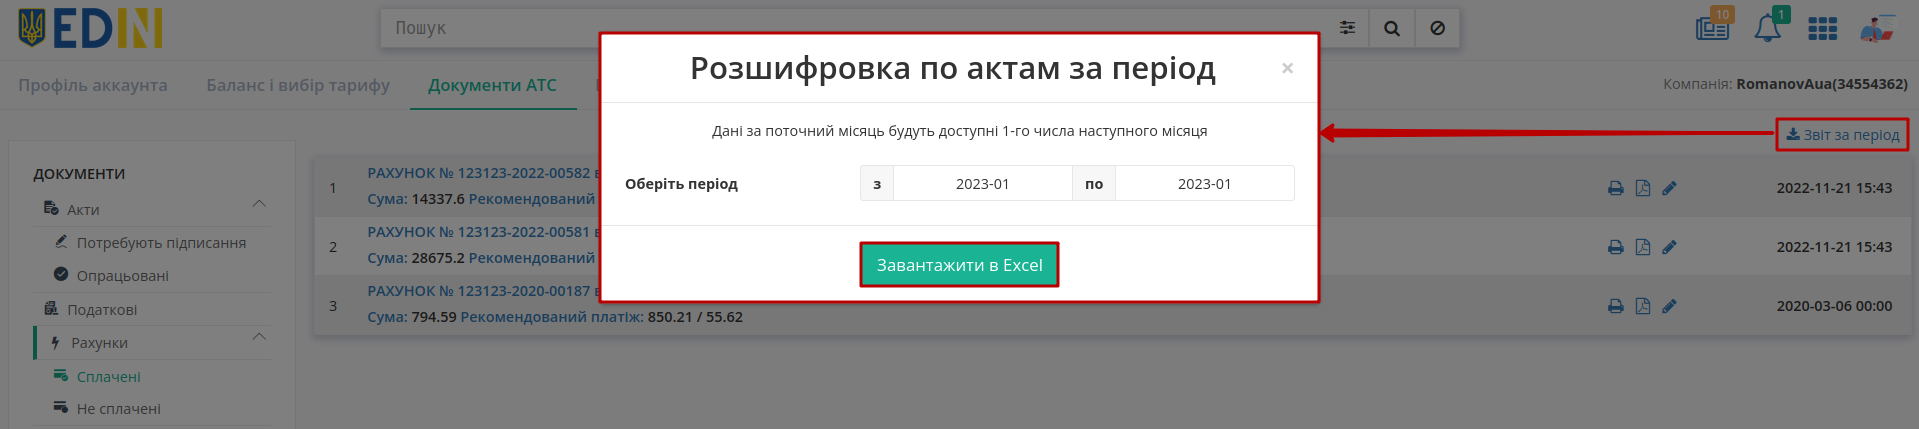 EDIN
Пошук
10
1
Профіль аккаунта
Баланс і вибір тарифу
Документи АТС
Компанія: RomanovAua(34554362)
Розшифровка по актам за період
×
Дані за поточний місяць будуть доступні 1-го числа наступного місяця
Оберіть період
з 2023-01 по 2023-01
Завантажити в Excel
Звіт за період
ДОКУМЕНТИ
Акти
Потребують підписання
Опрацьовані
Податкові
Рахунки
Сплачені
Не сплачені
1
РАХУНОК № 123123-2022-00582 в
Сума: 14337.6 Рекомендований
2022-11-21 15:43
2
РАХУНОК № 123123-2022-00581 в
Сума: 28675.2 Рекомендований
2022-11-21 15:43
3
РАХУНОК № 123123-2020-00187 в
Сума: 794.59 Рекомендований платіж: 850.21 / 55.62
2020-03-06 00:00